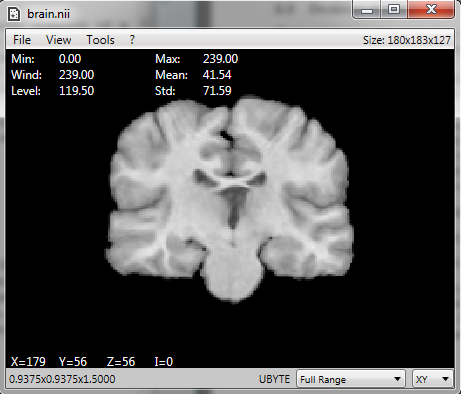 brain.nii
File View Tools ? Size: 180x183x127
Min: 0.00 Max: 239.00
Wind: 239.00 Mean: 41.54
Level: 119.50 Std: 71.59
X=179 Y=56 Z=56 I=0
0.9375x0.9375x1.5000 UBYTE Full Range XY